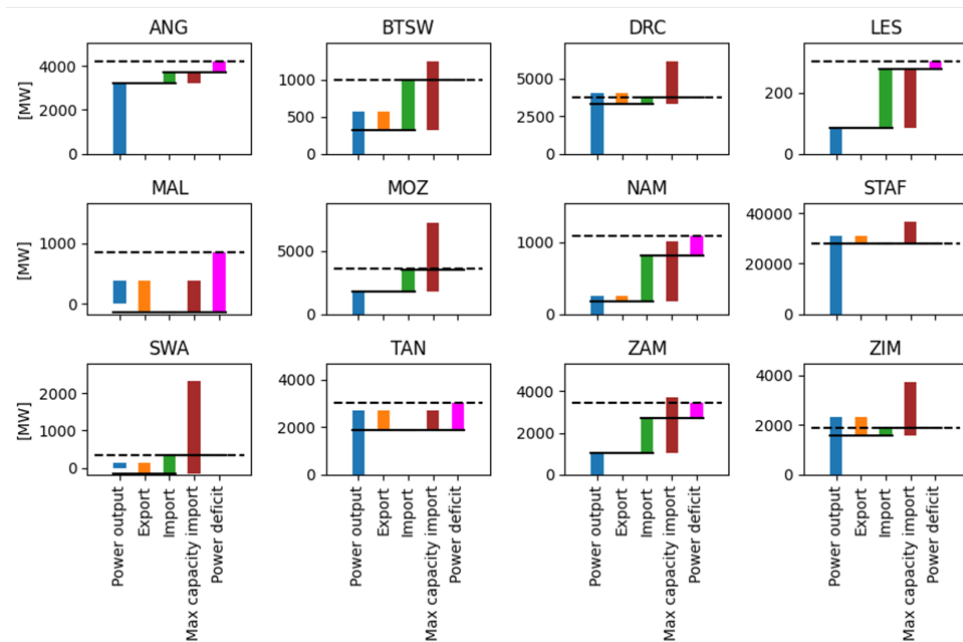 ANG BTSW DRC LES
[MW] 4000 2000 0 1000 500 0 5000 2500 0 200 0
MAL MOZ NAM STAF
[MW] 1000 0 5000 0 1000 0 40000 20000 0
SWA TAN ZAM ZIM
[MW] 2000 1000 0 4000 2000 0 4000 2000 0 4000 2000 0
Power output Export Import Max capacity import Power deficit Power output Export Import Max capacity import Power deficit Power output Export Import Max capacity import Power deficit Power output Export Import Max capacity import Power deficit